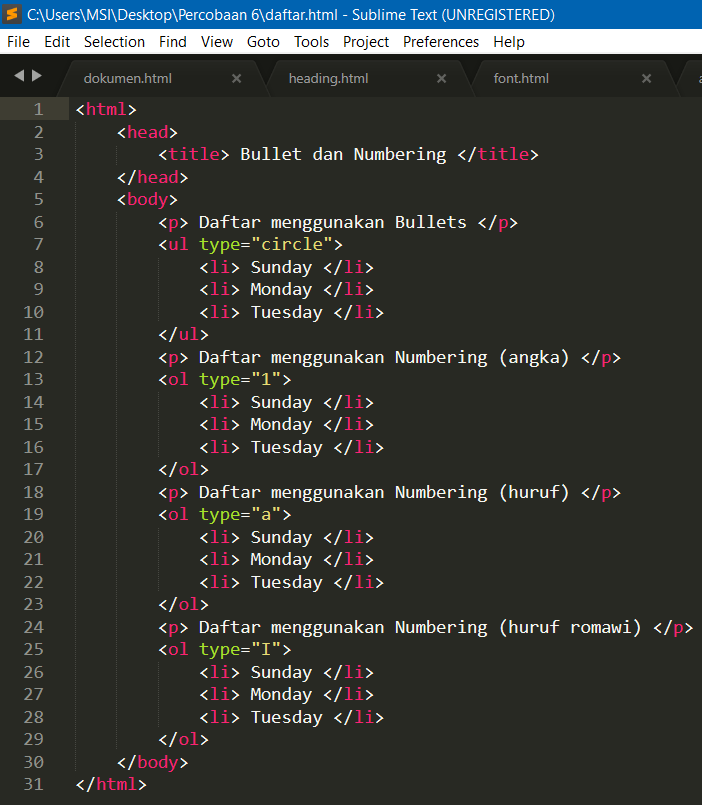 C:\Users\MSI\Desktop\Percobaan 6\daftar.html - Sublime Text (UNREGISTERED)
File Edit Selection Find View Goto Tools Project Preferences Help
dokumen.html × heading.html × font.html ×
1 <html>
2 <head>
3 <title> Bullet dan Numbering </title>
4 </head>
5 <body>
6 <p> Daftar menggunakan Bullets </p>
7 <ul type="circle">
8 <li> Sunday </li>
9 <li> Monday </li>
10 <li> Tuesday </li>
11 </ul>
12 <p> Daftar menggunakan Numbering (angka) </p>
13 <ol type="1">
14 <li> Sunday </li>
15 <li> Monday </li>
16 <li> Tuesday </li>
17 </ol>
18 <p> Daftar menggunakan Numbering (huruf) </p>
19 <ol type="a">
20 <li> Sunday </li>
21 <li> Monday </li>
22 <li> Tuesday </li>
23 </ol>
24 <p> Daftar menggunakan Numbering (huruf romawi) </p>
25 <ol type="I">
26 <li> Sunday </li>
27 <li> Monday </li>
28 <li> Tuesday </li>
29 </ol>
30 </body>
31 </html>